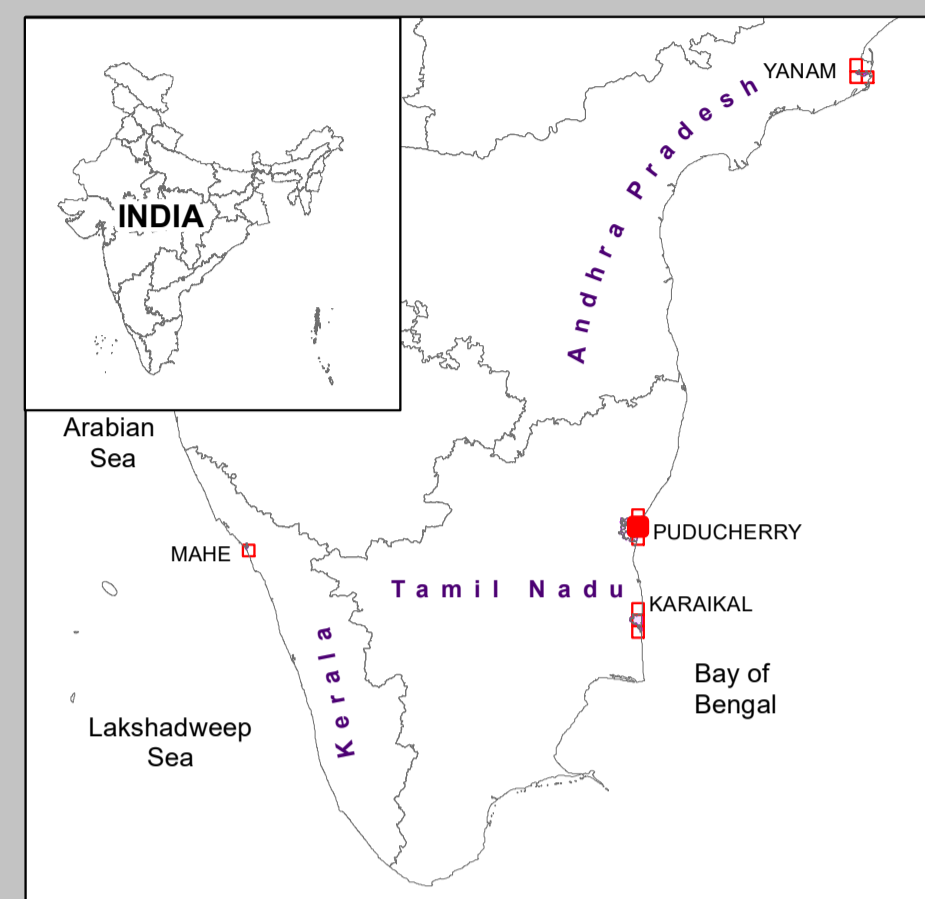 INDIA
YANAM
Andhra Pradesh
Arabian
Sea
PUDUCHERRY
MAHE
Tamil Nadu
KARAIKAL
Kerala
Bay of
Bengal
Lakshadweep
Sea